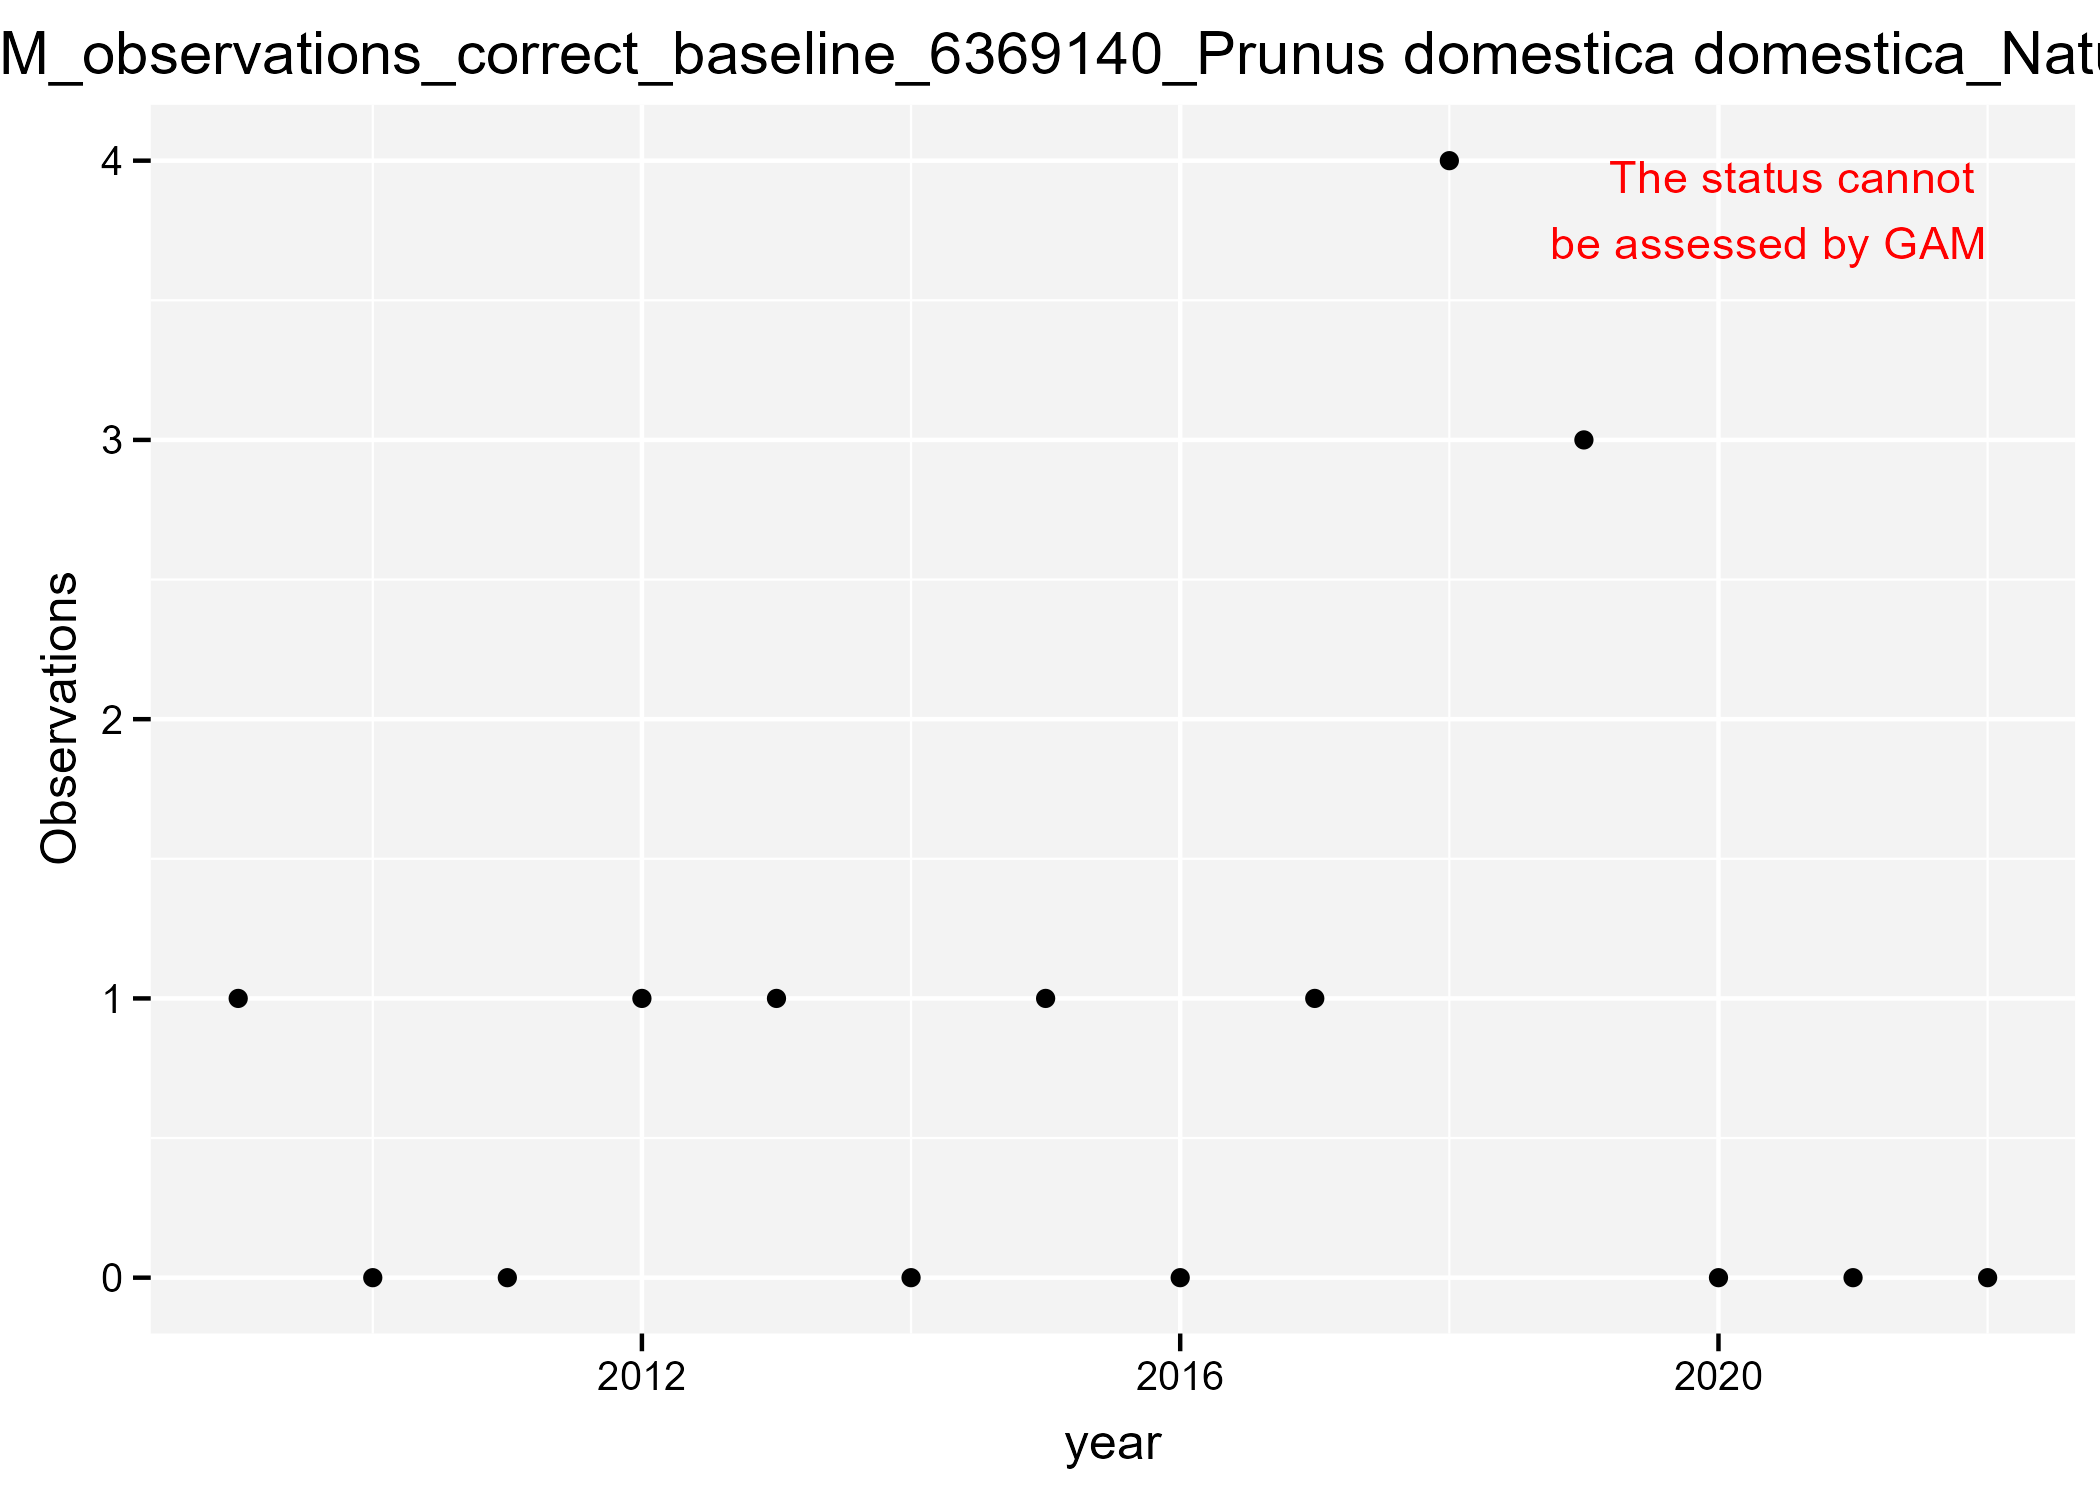 M_observations_correct_baseline_6369140_Prunus domestica domestica_Natu
4
The status cannot
be assessed by GAM
3
2
1
0
Observations
2012 2016 2020
year